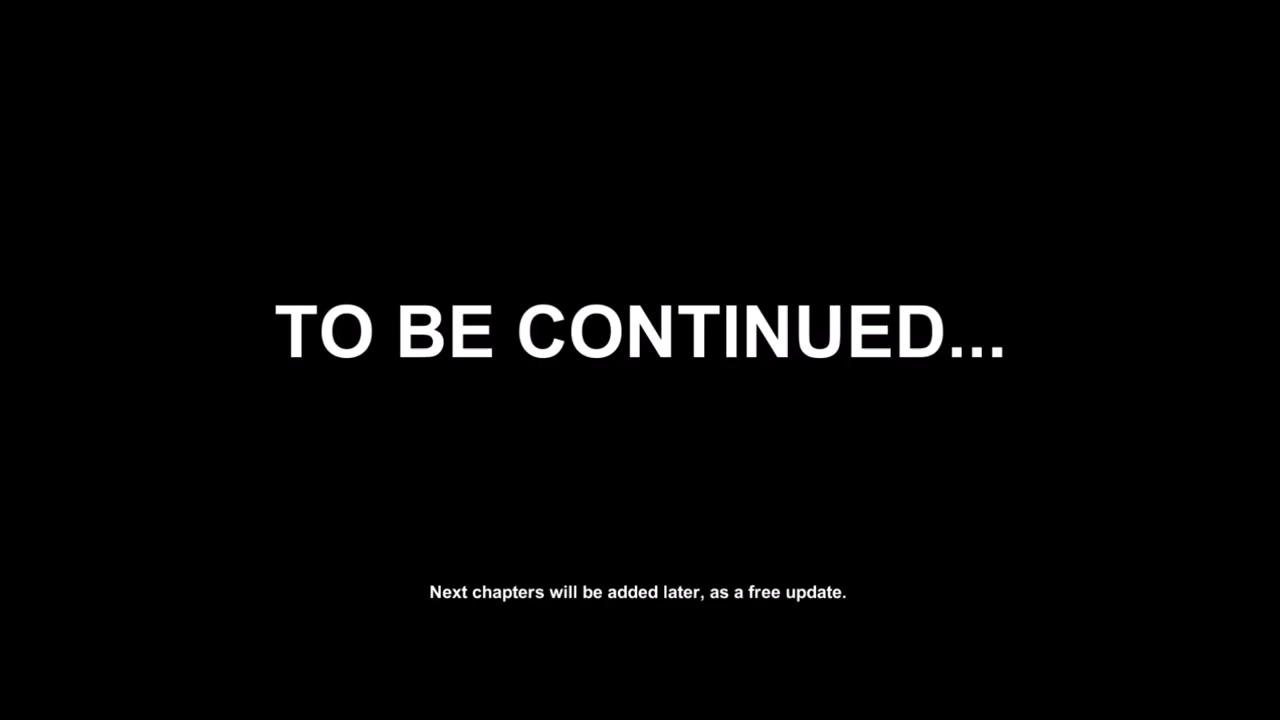 TO BE CONTINUED...
Next chapters will be added later, as a free update.